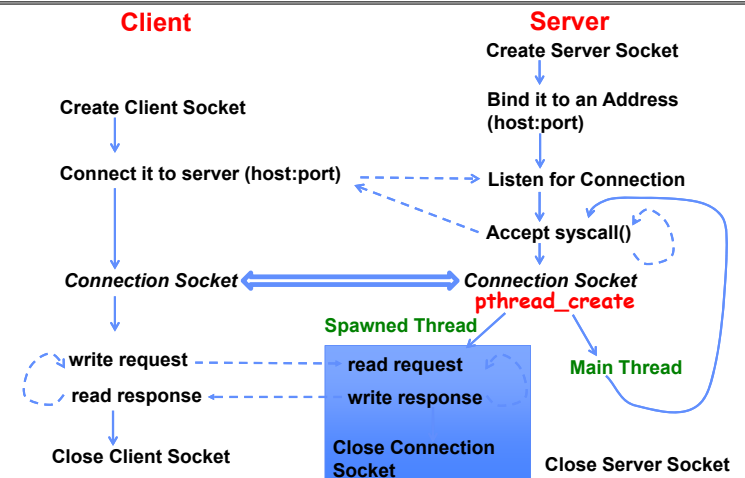 Client
Server
Create Server Socket
Create Client Socket
Bind it to an Address
(host:port)
Connect it to server (host:port)
Listen for Connection
Accept syscall()
Connection Socket
Connection Socket
pthread_create
Spawned Thread
write request
read request
Main Thread
read response
write response
Close Client Socket
Close Connection
Socket
Close Server Socket